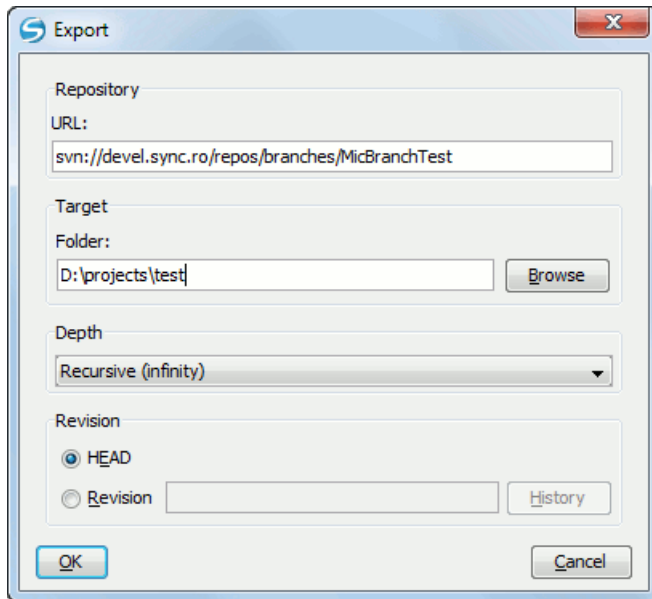 Export
Repository
URL:
svn://devel.sync.ro/repos/branches/MicBranchTest
Target
Folder:
D:\projects\test
Browse
Depth
Recursive (infinity)
Revision
HEAD
Revision
History
OK
Cancel